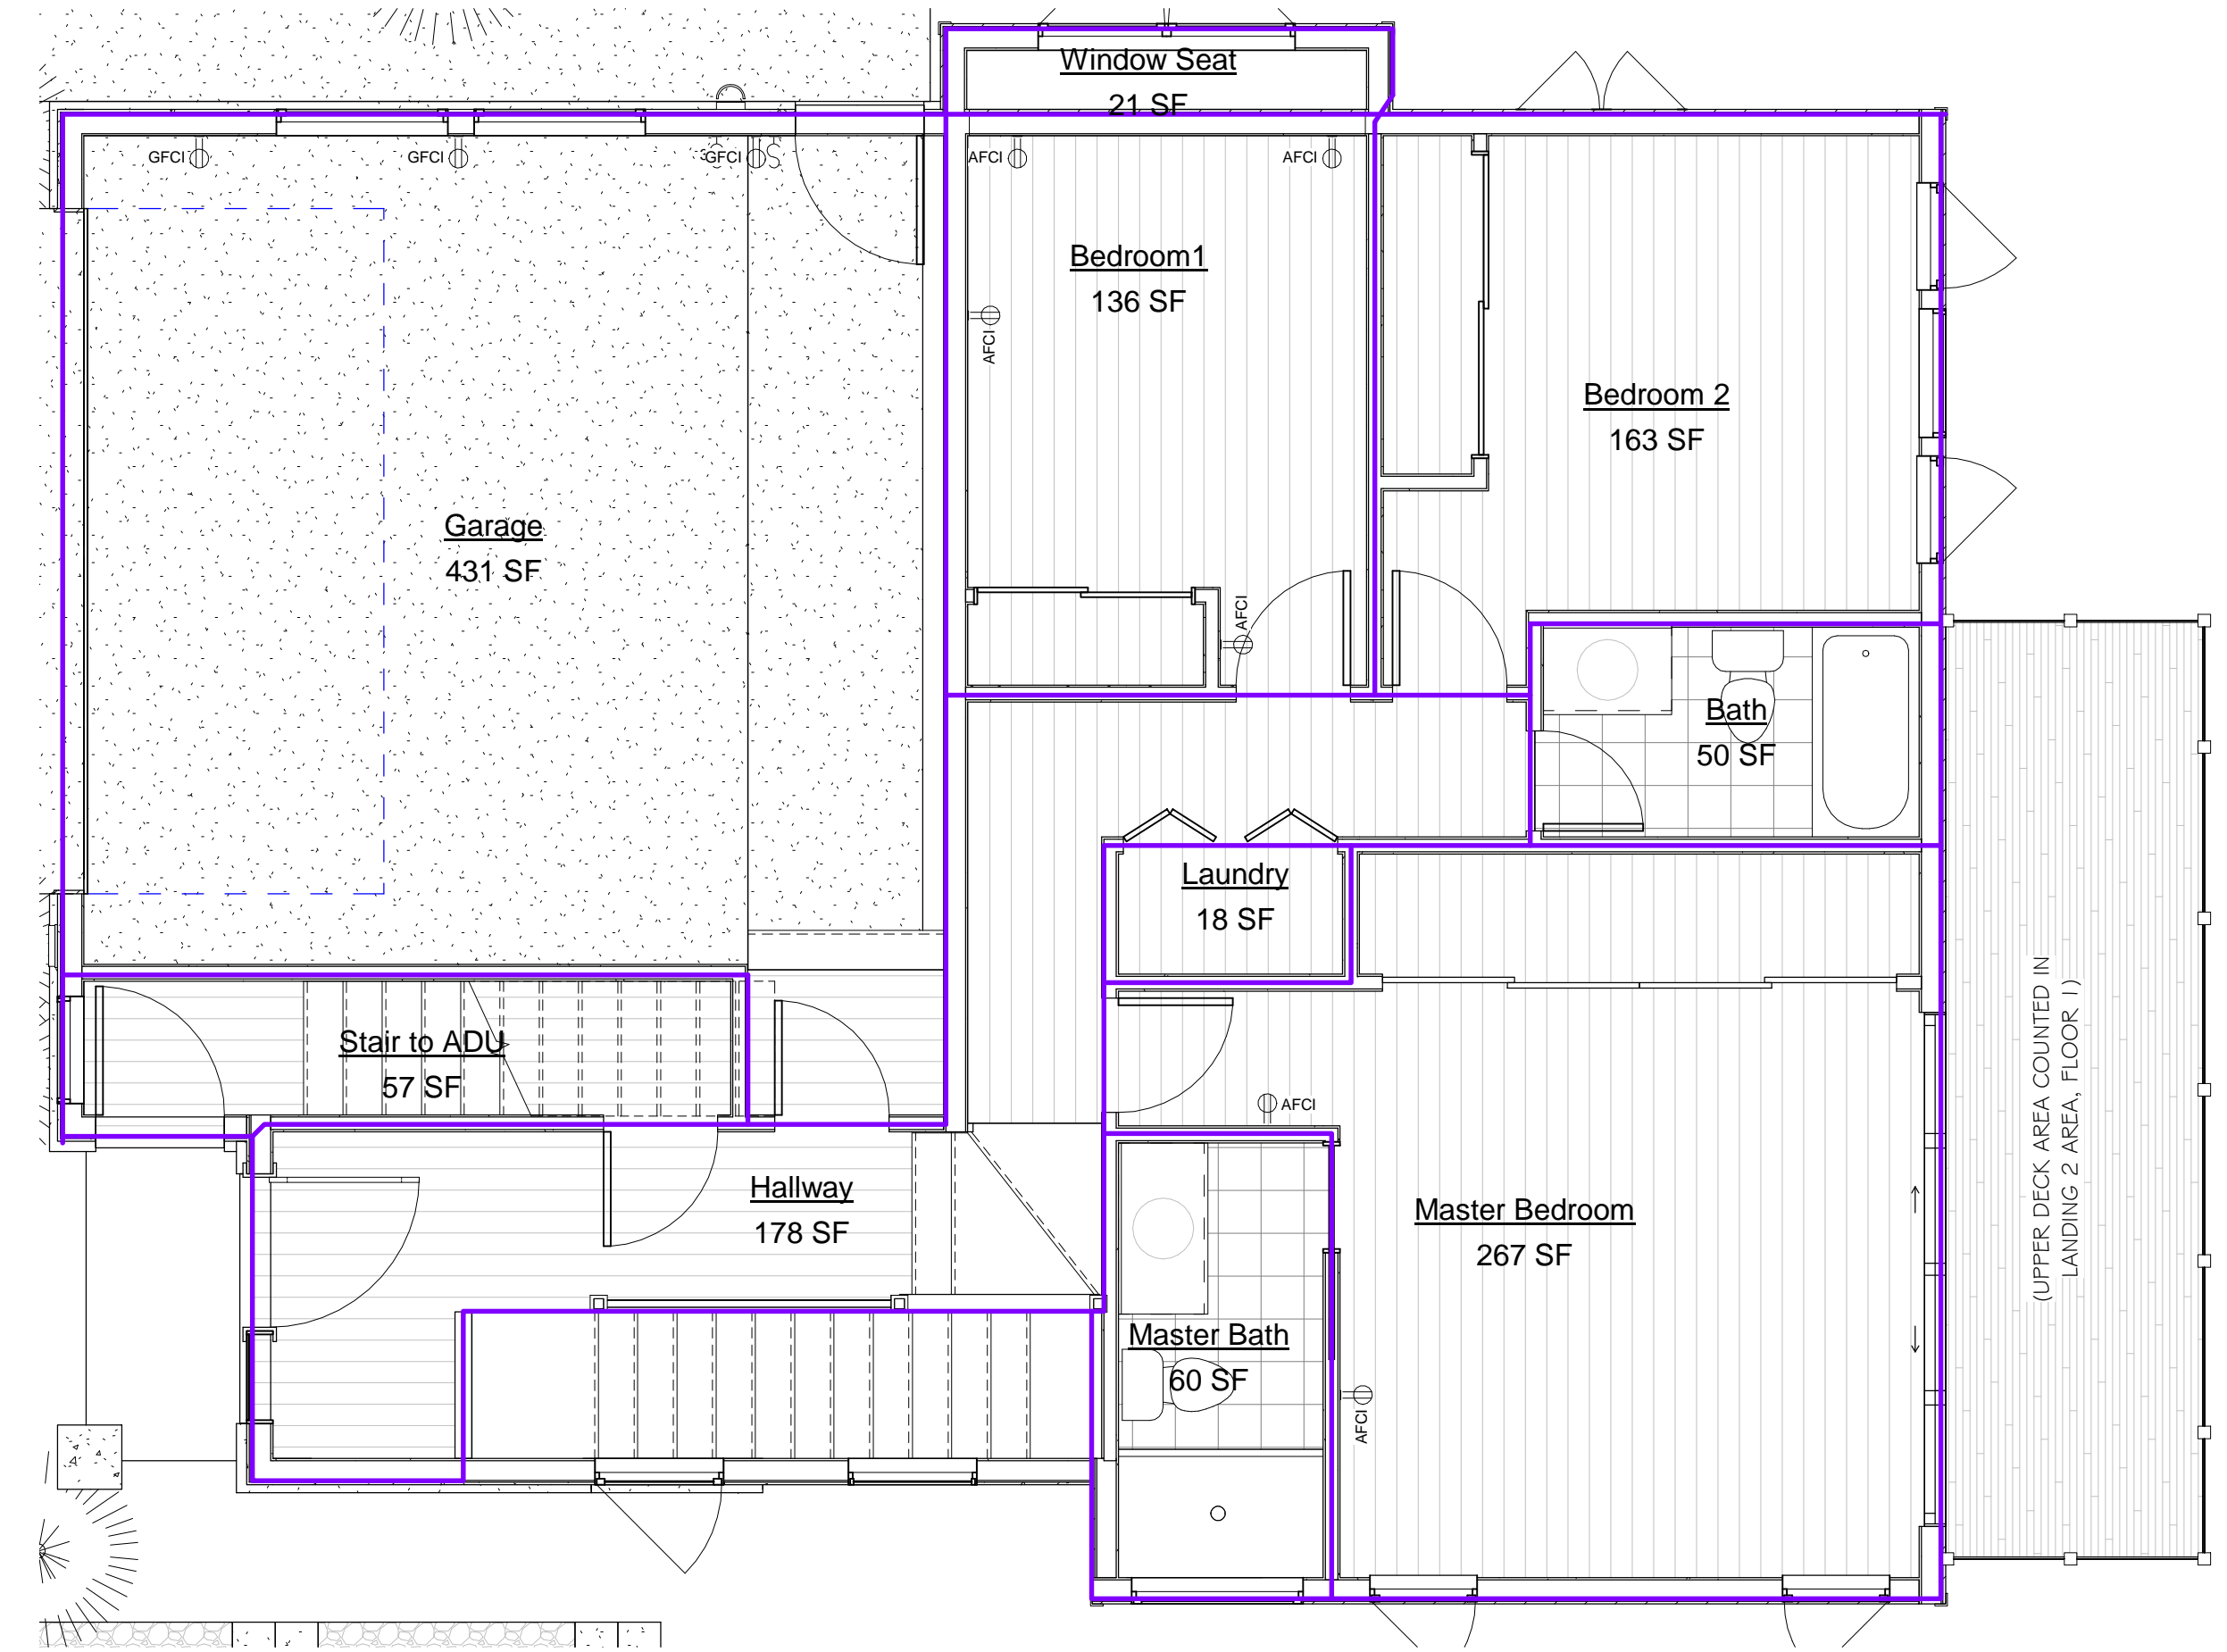 Window Seat
21 SF
GFCI
GFCI
GFCI
S
AFCI
AFCI
Bedroom1
136 SF
AFCI
Bedroom 2
163 SF
Garage
431 SF
AFCI
Bath
50 SF
Laundry
18 SF
Stair to ADU
57 SF
AFCI
(UPPER DECK AREA COUNTED IN
LANDING 2 AREA, FLOOR 1)
Hallway
178 SF
Master Bedroom
267 SF
Master Bath
60 SF
AFCI